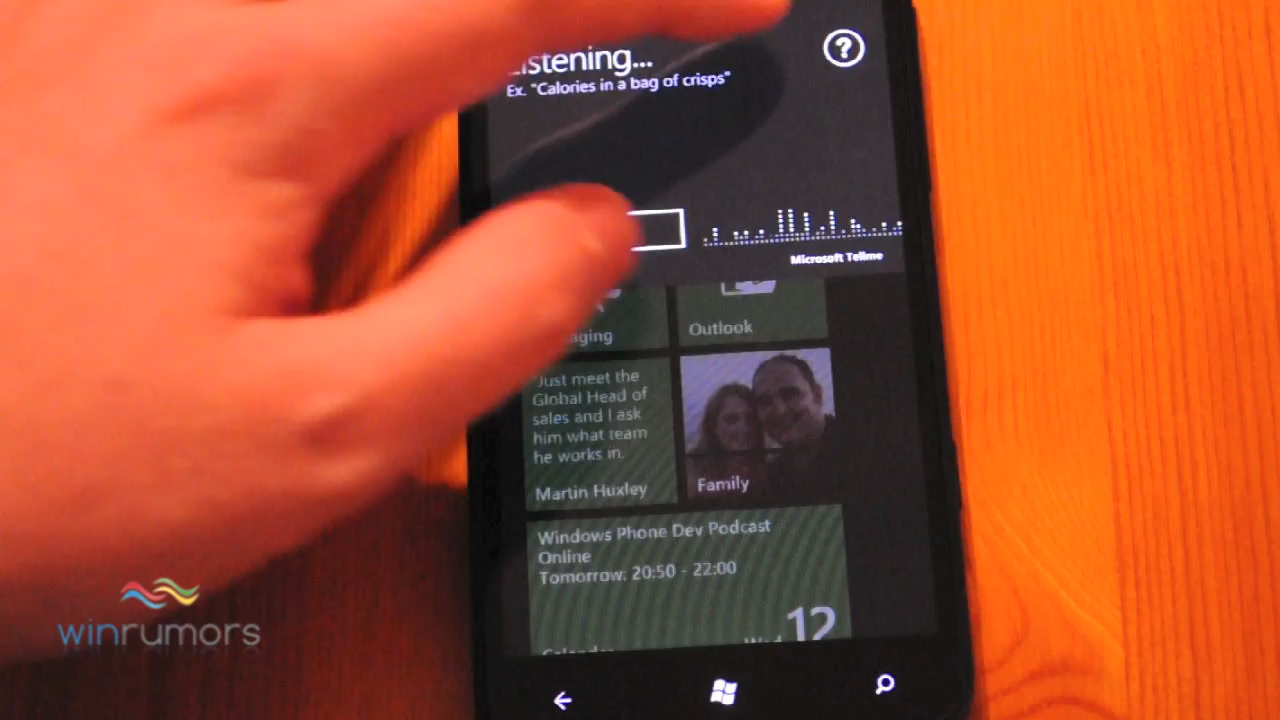 Listening...
Ex. "Calories in a bag of crisps"
?
Microsoft Tellme
Outlook
Just meet the
Global Head of
sales and I ask
him what team
he works in.
Martin Huxley
Family
Windows Phone Dev Podcast
Online
Tomorrow: 20:50 - 22:00
Wed 12
Calendar
winrumors